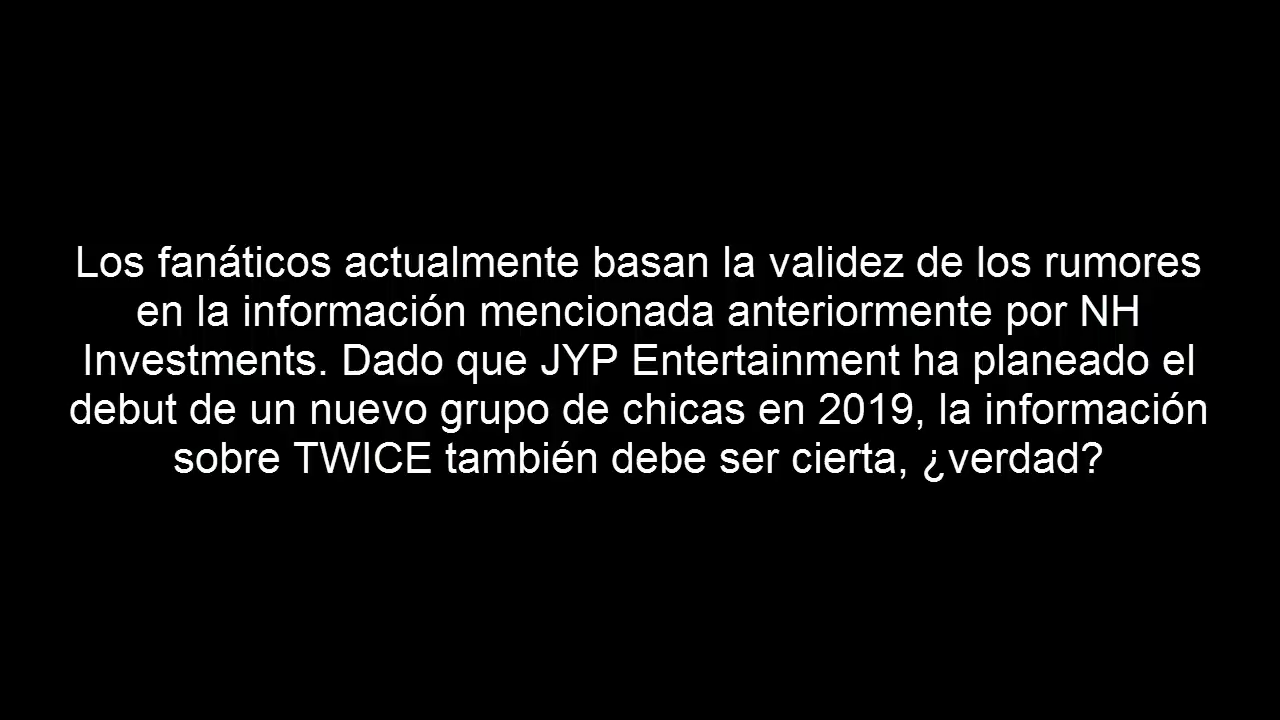 Los fanáticos actualmente basan la validez de los rumores
en la información mencionada anteriormente por NH
Investments. Dado que JYP Entertainment ha planeado el
debut de un nuevo grupo de chicas en 2019, la información
sobre TWICE también debe ser cierta, ¿verdad?